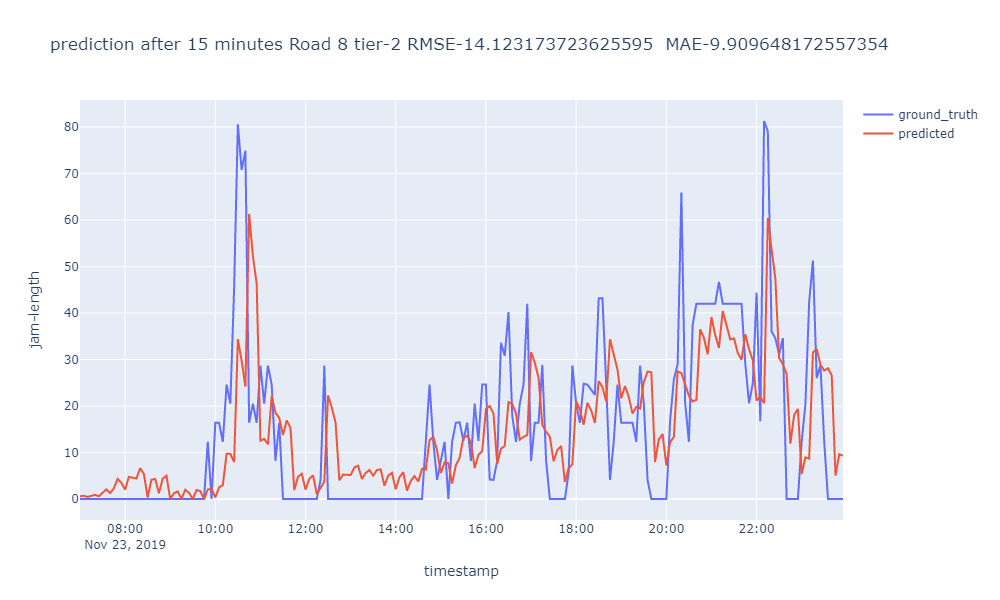 prediction after 15 minutes Road 8 tier-2 RMSE-14.123173723625595  MAE-9.909648172557354
ground_truth
predicted
80
70
60
50
40
30
20
10
0
jam-length
08:00 10:00 12:00 14:00 16:00 18:00 20:00 22:00
Nov 23, 2019
timestamp